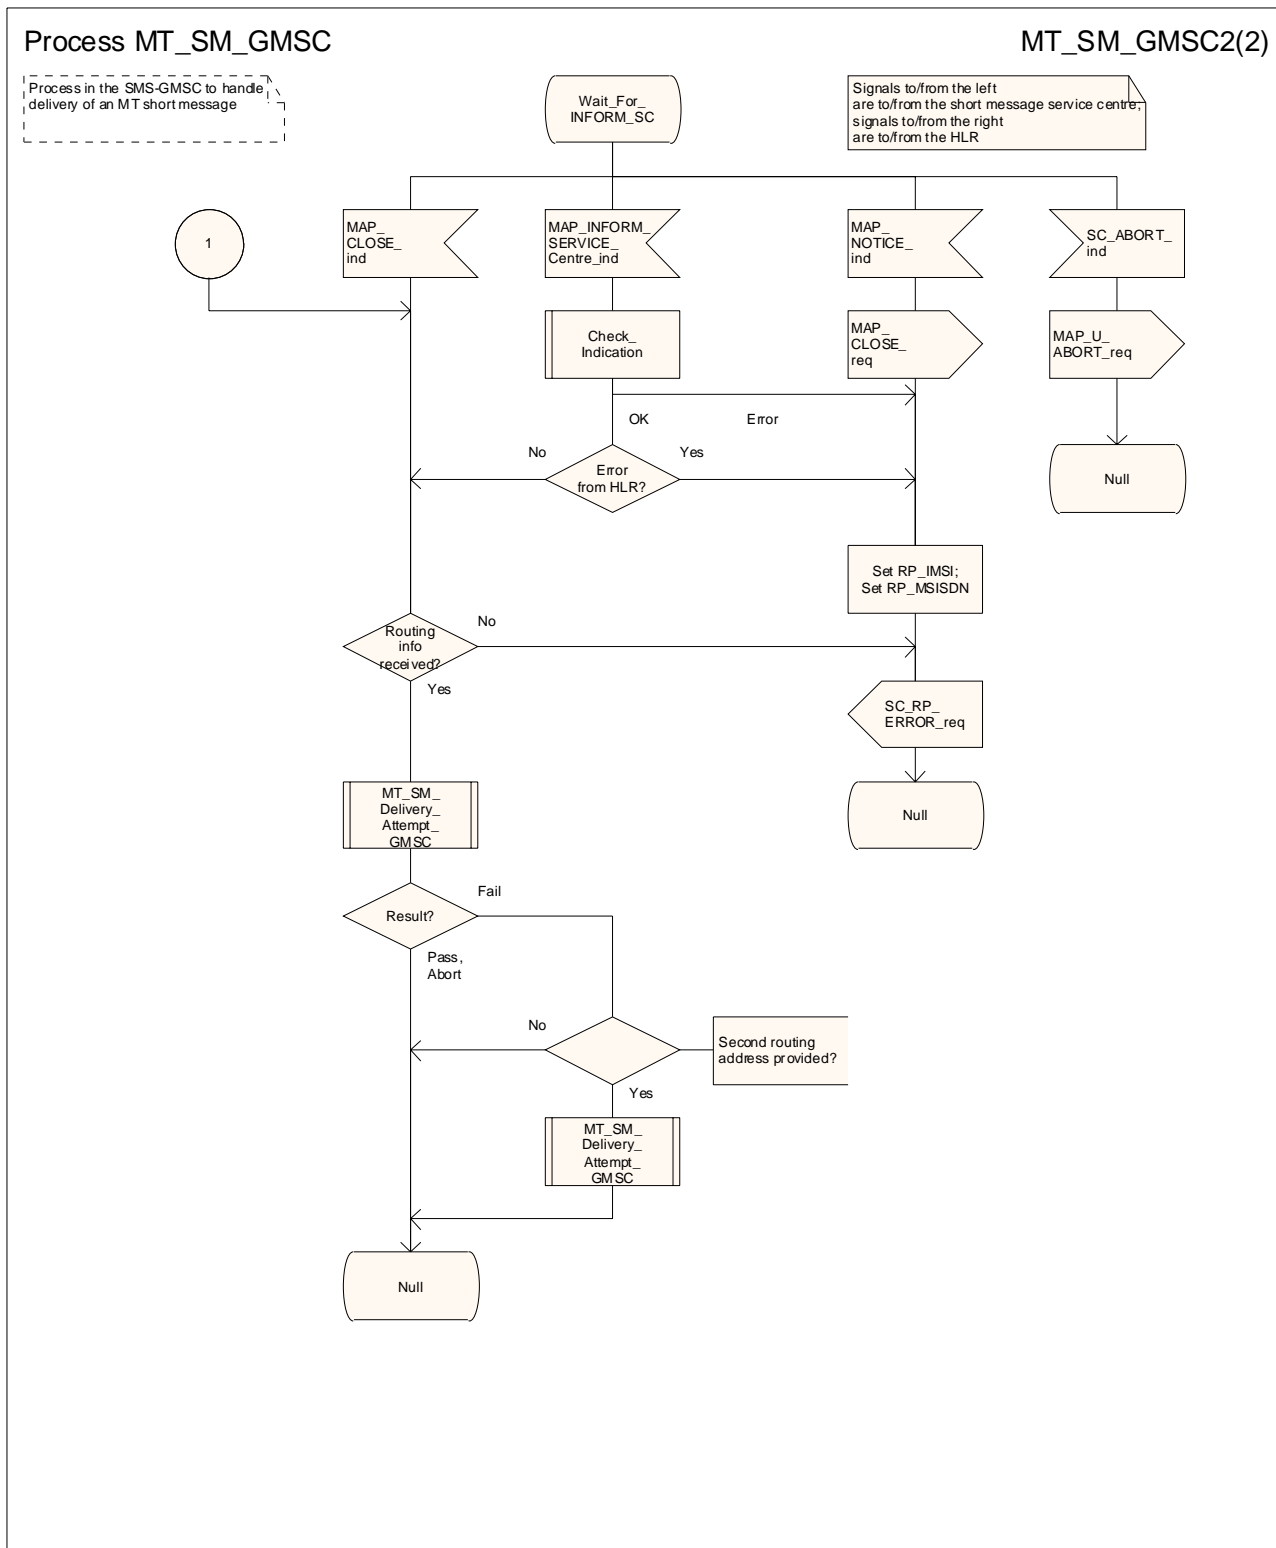 Process MT_SM_GMSC
MT_SM_GMSC2(2)
Process in the SMS-GMSC to handle
delivery of an MT short message
Wait_For_
INFORM_SC
Signals to/from the left
are to/from the short message service centre;
signals to/from the right
are to/from the HLR
1
MAP_
CLOSE_
ind
MAP_INFORM_
SERVICE_
Centre_ind
MAP_
NOTICE_
ind
SC_ABORT_
ind
Check_
Indication
MAP_
CLOSE_
req
MAP_U_
ABORT_req
OK
Error
No
Yes
Error
from HLR?
Null
Set RP_IMSI;
Set RP_MSISDN
No
Routing
info
received?
Yes
SC_RP_
ERROR_req
MT_SM_
Delivery_
Attempt_
GMSC
Null
Fail
Result?
Pass,
Abort
No
Second routing
address provided?
Yes
MT_SM_
Delivery_
Attempt_
GMSC
Null